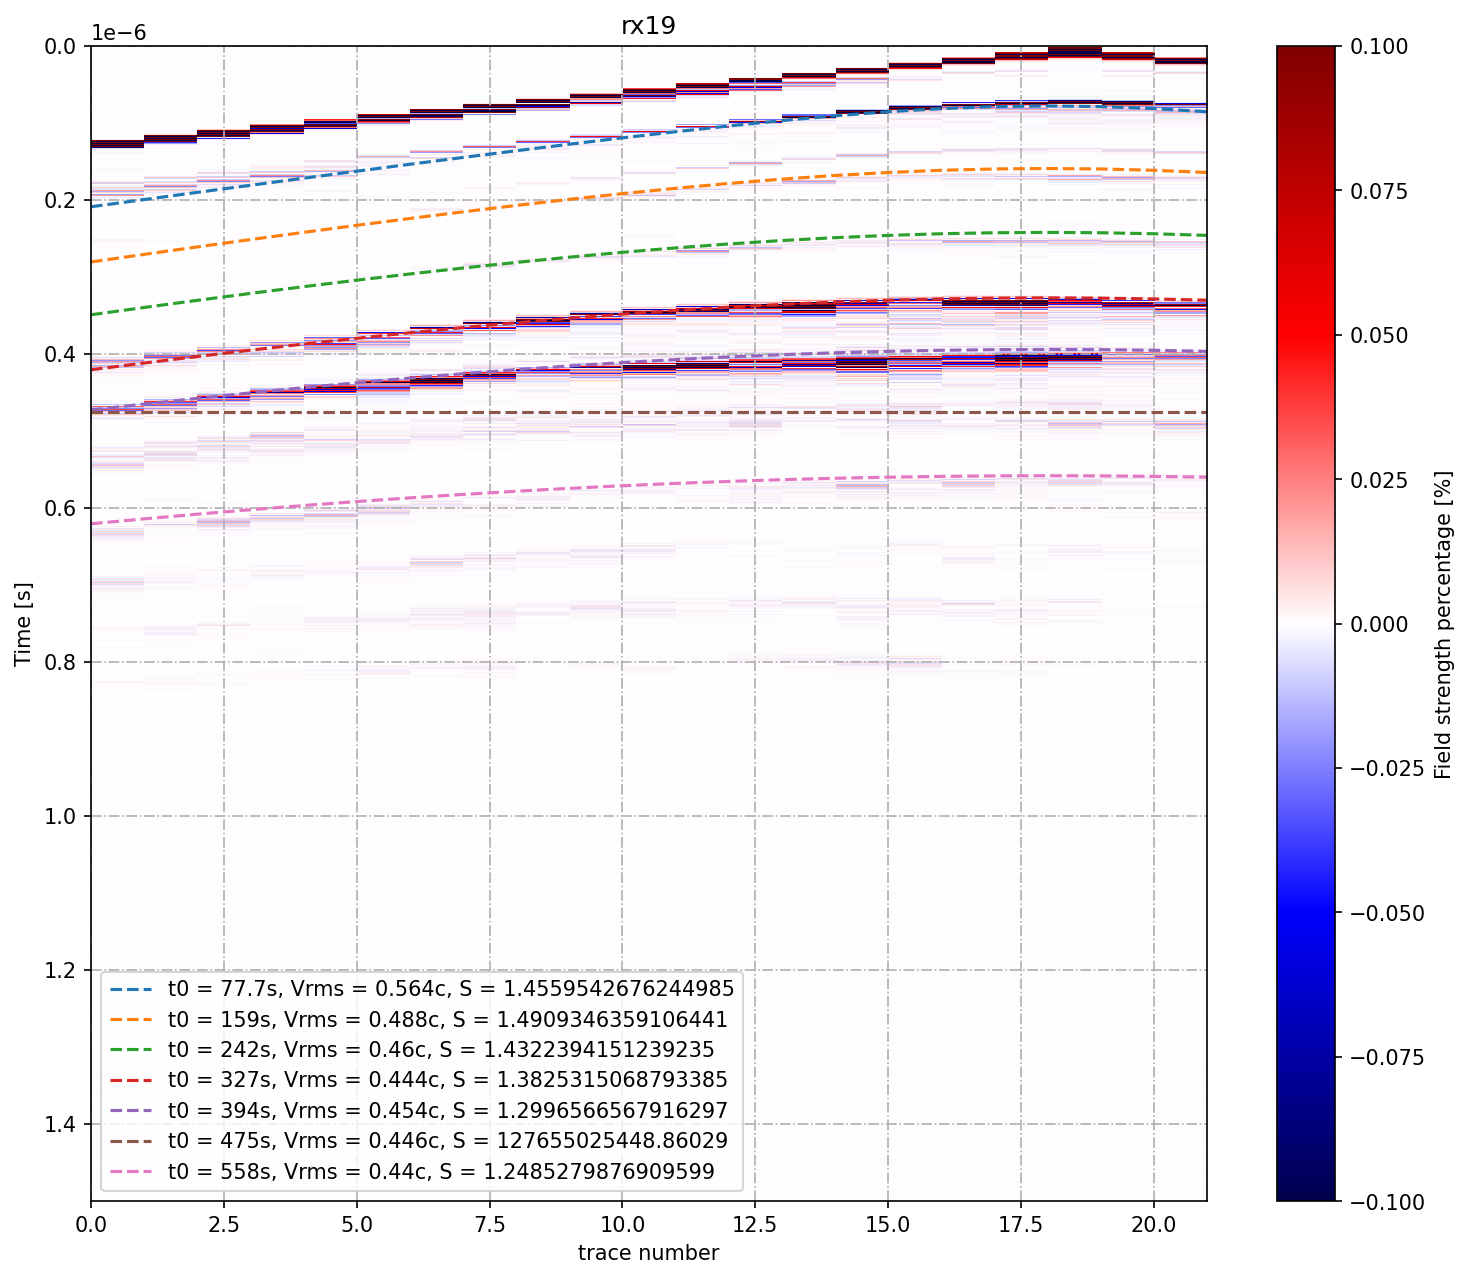 rx19
1e−6
0.0
0.2
0.4
0.6
0.8
1.0
1.2
1.4
Time [s]
t0 = 77.7s, Vrms = 0.564c, S = 1.4559542676244985
t0 = 159s, Vrms = 0.488c, S = 1.4909346359106441
t0 = 242s, Vrms = 0.46c, S = 1.4322394151239235
t0 = 327s, Vrms = 0.444c, S = 1.3825315068793385
t0 = 394s, Vrms = 0.454c, S = 1.2996566567916297
t0 = 475s, Vrms = 0.446c, S = 127655025448.86029
t0 = 558s, Vrms = 0.44c, S = 1.2485279876909599
0.0 2.5 5.0 7.5 10.0 12.5 15.0 17.5 20.0
trace number
0.100
0.075
0.050
0.025
0.000
−0.025
−0.050
−0.075
−0.100
Field strength percentage [%]